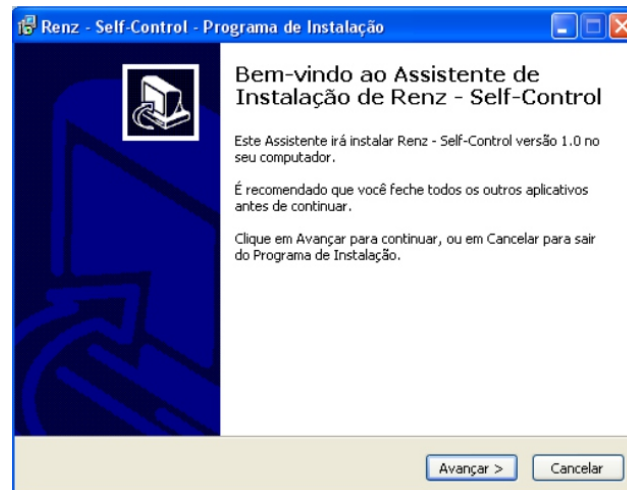 Renz - Self-Control - Programa de Instalação
Bem-vindo ao Assistente de
Instalação de Renz - Self-Control
Este Assistente irá instalar Renz - Self-Control versão 1.0 no
seu computador.
É recomendado que você feche todos os outros aplicativos
antes de continuar.
Clique em Avançar para continuar, ou em Cancelar para sair
do Programa de Instalação.
Avançar >
Cancelar